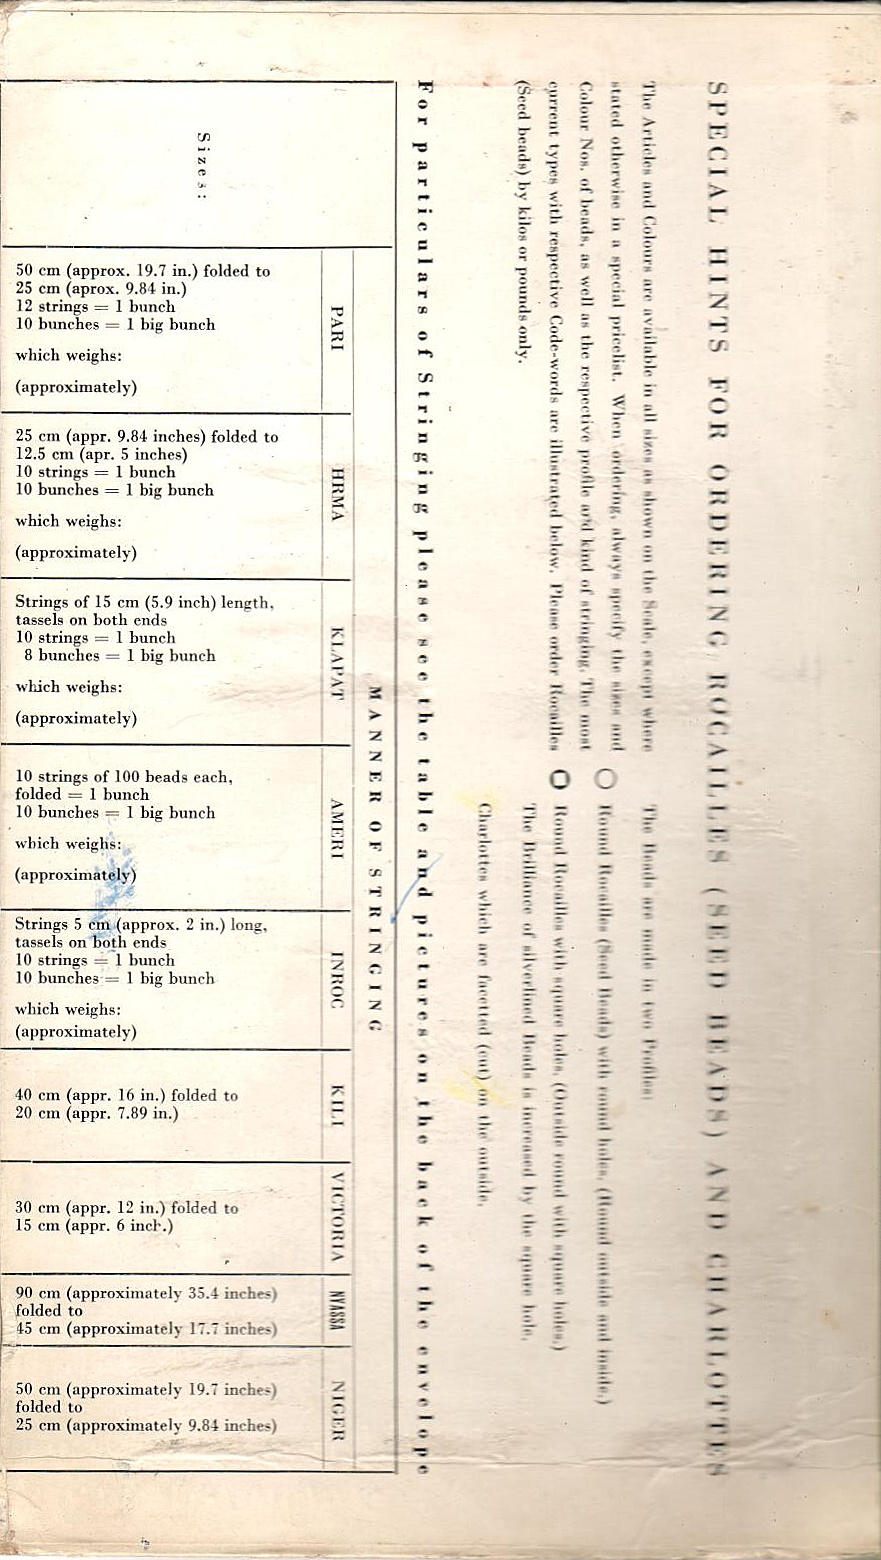 SPECIAL HINTS FOR ORDERING ROCAILLES (SEED BEADS) AND CHARLOTTES
The Articles and Colours are available in all sizes as shown on the Scale, except where
stated otherwise in a special pricelist. When ordering, always specify the sizes and
Colour Nos. of beads, as well as the respective profile and kind of stringing. The most
current types with respective Code-words are illustrated below. Please order Rocailles
(Seed beads) by kilos or pounds only.
The Beads are made in two Profiles:
Round Rocailles (Seed Beads) with round holes. (Round outside and inside.)
Round Rocailles with square holes. (Outside round with square holes.)
The Brilliance of silverlined Beads is increased by the square hole.
Charlottes which are facetted (cut) on the outside.
For particulars of Stringing please see the table and pictures on the back of the envelope
MANNER OF STRINGING
Sizes:
PARI
50 cm (approx. 19.7 in.) folded to
25 cm (aprox. 9.84 in.)
12 strings = 1 bunch
10 bunches = 1 big bunch
which weighs:
(approximately)
HRMA
25 cm (appr. 9.84 inches) folded to
12.5 cm (apr. 5 inches)
10 strings = 1 bunch
10 bunches = 1 big bunch
which weighs:
(approximately)
KLAPAT
Strings of 15 cm (5.9 inch) length,
tassels on both ends
10 strings = 1 bunch
8 bunches = 1 big bunch
which weighs:
(approximately)
AMERI
10 strings of 100 beads each,
folded = 1 bunch
10 bunches = 1 big bunch
which weighs:
(approximately)
INROC
Strings 5 cm (approx. 2 in.) long,
tassels on both ends
10 strings = 1 bunch
10 bunches = 1 big bunch
which weighs:
(approximately)
KILI
40 cm (appr. 16 in.) folded to
20 cm (appr. 7.89 in.)
VICTORIA
30 cm (appr. 12 in.) folded to
15 cm (appr. 6 inch.)
NYASSA
90 cm (approximately 35.4 inches)
folded to
45 cm (approximately 17.7 inches)
NIGER
50 cm (approximately 19.7 inches)
folded to
25 cm (approximately 9.84 inches)